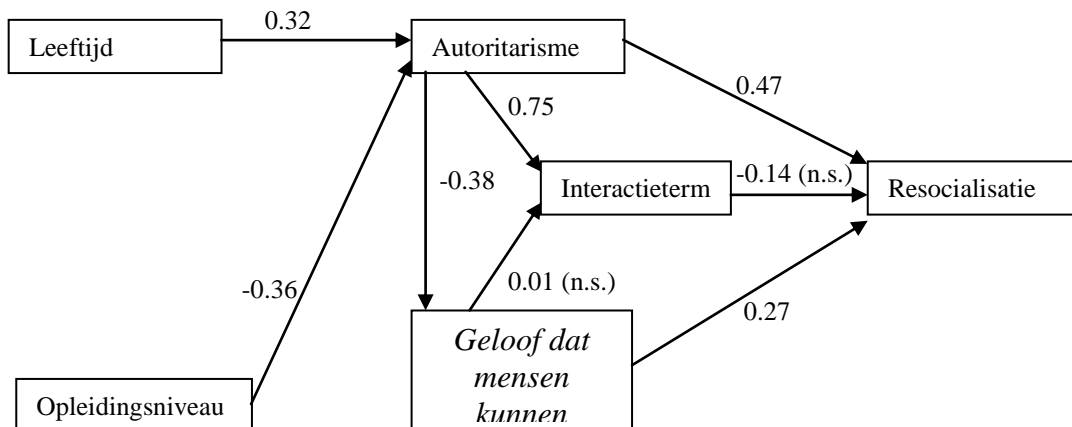 0.32
Leeftijd
Autoritarisme
0.47
0.75
-0.38
-0.14 (n.s.)
Interactieterm
Resocialisatie
-0.36
0.01 (n.s.)
0.27
Geloof dat
mensen
kunnen
Opleidingsniveau